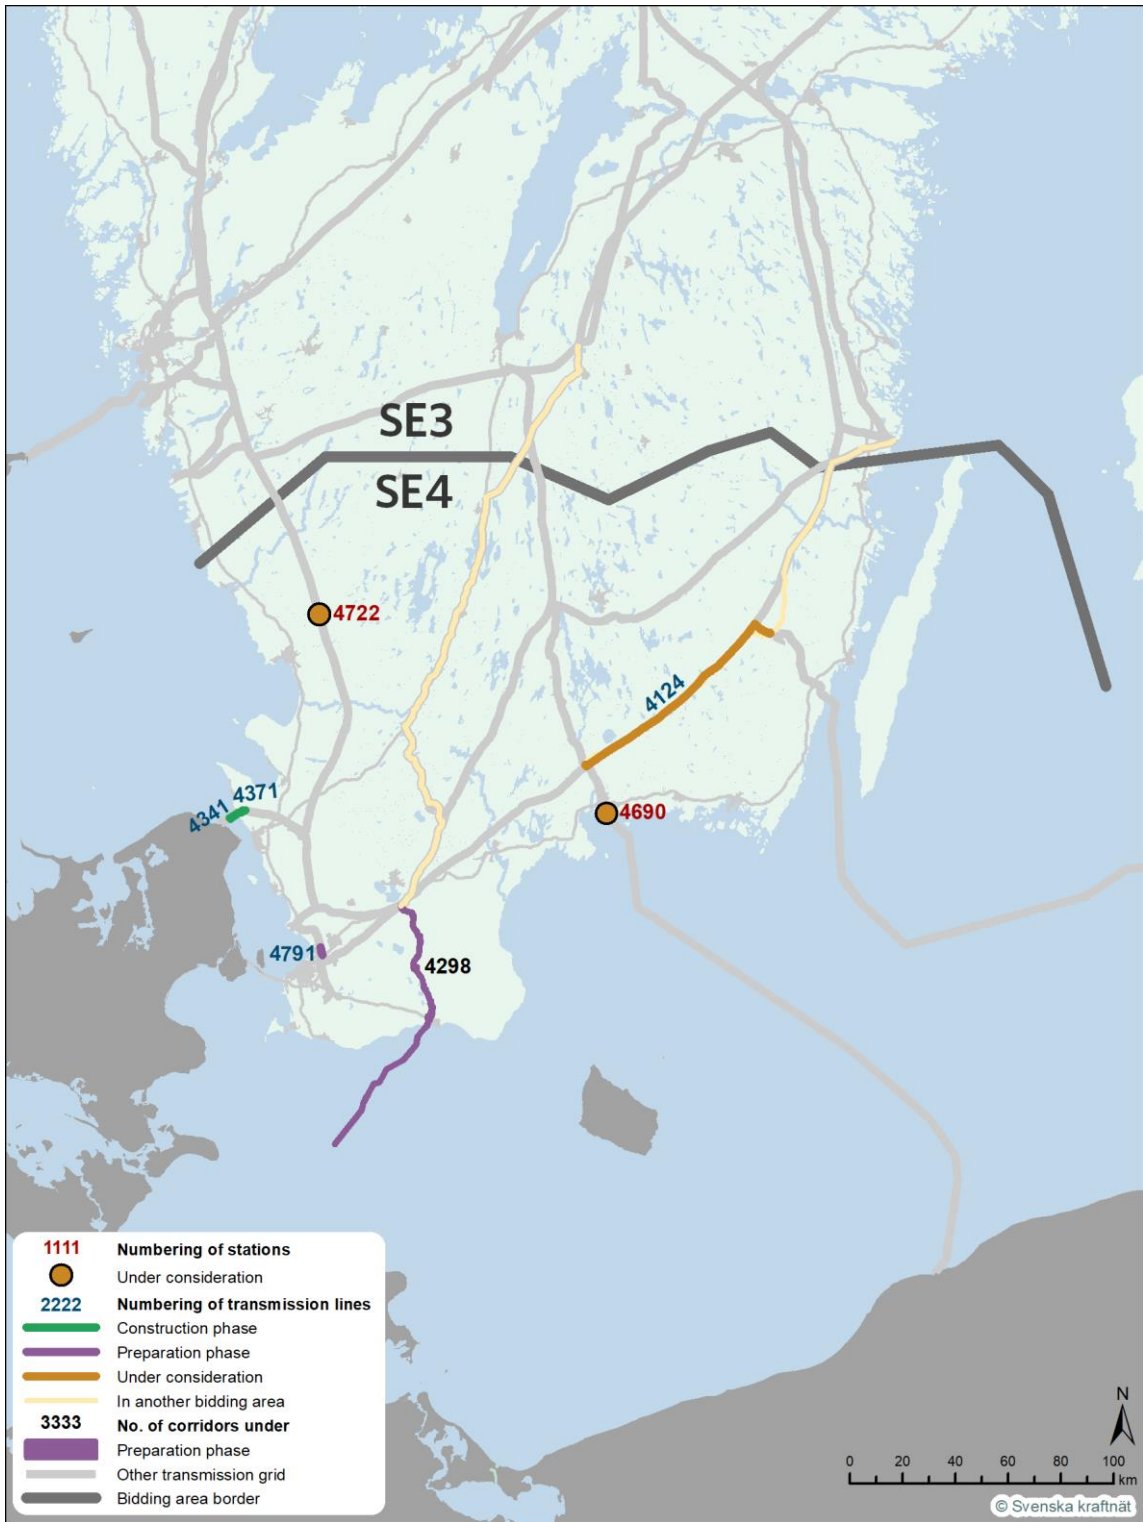 SE3
SE4
4722
4124
4341 4371
4690
4791
4298
1111 Numbering of stations
Under consideration
2222 Numbering of transmission lines
Construction phase
Preparation phase
Under consideration
In another bidding area
3333 No. of corridors under
Preparation phase
Other transmission grid
Bidding area border
N
0 20 40 60 80 100
km
© Svenska kraftnät